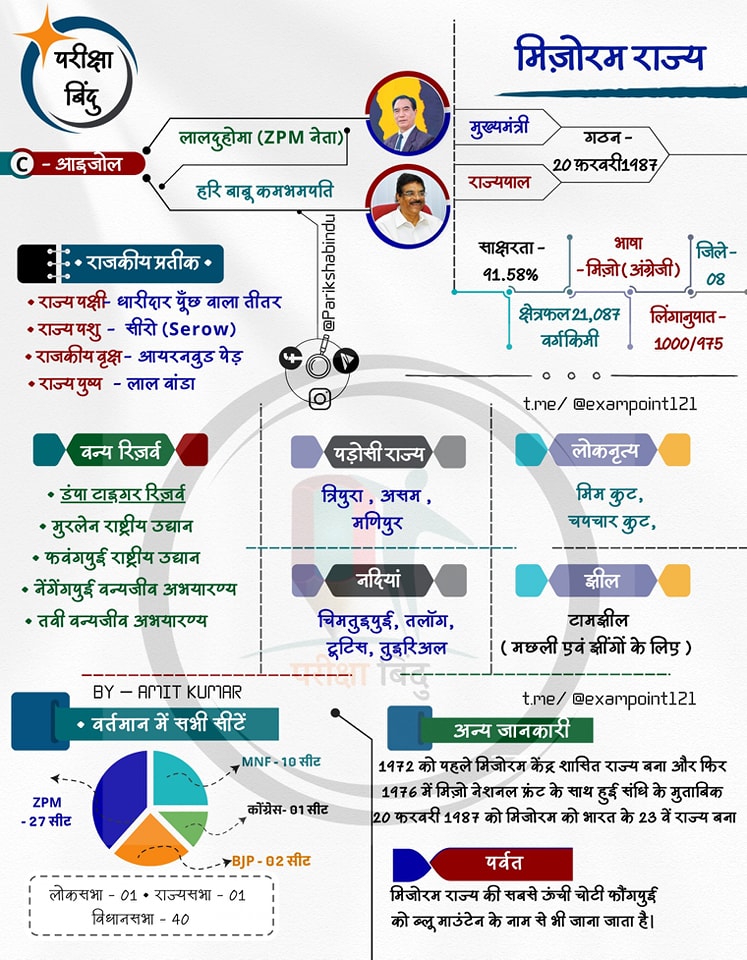 परीक्षा
बिंदु
मिज़ोरम राज्य
लालदुहोमा (ZPM नेता)
मुख्यमंत्री
गठन -
20 फ़रवरी1987
C - आइजोल
हरि बाबू कमभमपति
राज्यपाल
@Parikshabindu
• राजकीय प्रतीक •
• राज्य पक्षी- धारीदार पूँछ वाला तीतर
• राज्य पशु - सीरो (Serow)
• राजकीय वृक्ष- आयरनवुड पेड़
• राज्य पुष्प - लाल वांडा
साक्षरता -
91.58%
भाषा
-मिज़ो (अंग्रेजी)
जिले -
08
क्षेत्रफल 21,087
वर्गकिमी
लिंगानुपात-
1000/975
t.me/ @exampoint121
वन्य रिज़र्व
• डंपा टाइगर रिज़र्व
• मुरलेन राष्ट्रीय उद्यान
• फवंगपुई राष्ट्रीय उद्यान
• नेंगेंगपुई वन्यजीव अभयारण्य
• तवी वन्यजीव अभयारण्य
पड़ोसी राज्य
त्रिपुरा , असम ,
मणिपुर
लोकनृत्य
मिम कुट,
चपचार कुट,
नदियां
चिमतुइपुई, तलॉग,
टूटिस, तुइरिअल
झील
टामझील
( मछली एवं झींगों के लिए )
परीक्षा बिंदु
BY – AMIT KUMAR
t.me/ @exampoint121
• वर्तमान में सभी सीटें
MNF - 10 सीट
ZPM
- 27 सीट
कॉंग्रेस- 01 सीट
BJP - 02 सीट
लोकसभा - 01 • राज्यसभा - 01
विधानसभा - 40
अन्य जानकारी
1972 को पहले मिजोरम केंद्र शासित राज्य बना और फिर
1976 में मिज़ो नेशनल फ्रंट के साथ हुई संधि के मुताबिक
20 फरवरी 1987 को मिजोरम को भारत के 23 वें राज्य बना
पर्वत
मिजोरम राज्य की सबसे ऊंची चोटी फौंगपुई
को ब्लू माउंटेन के नाम से भी जाना जाता है।